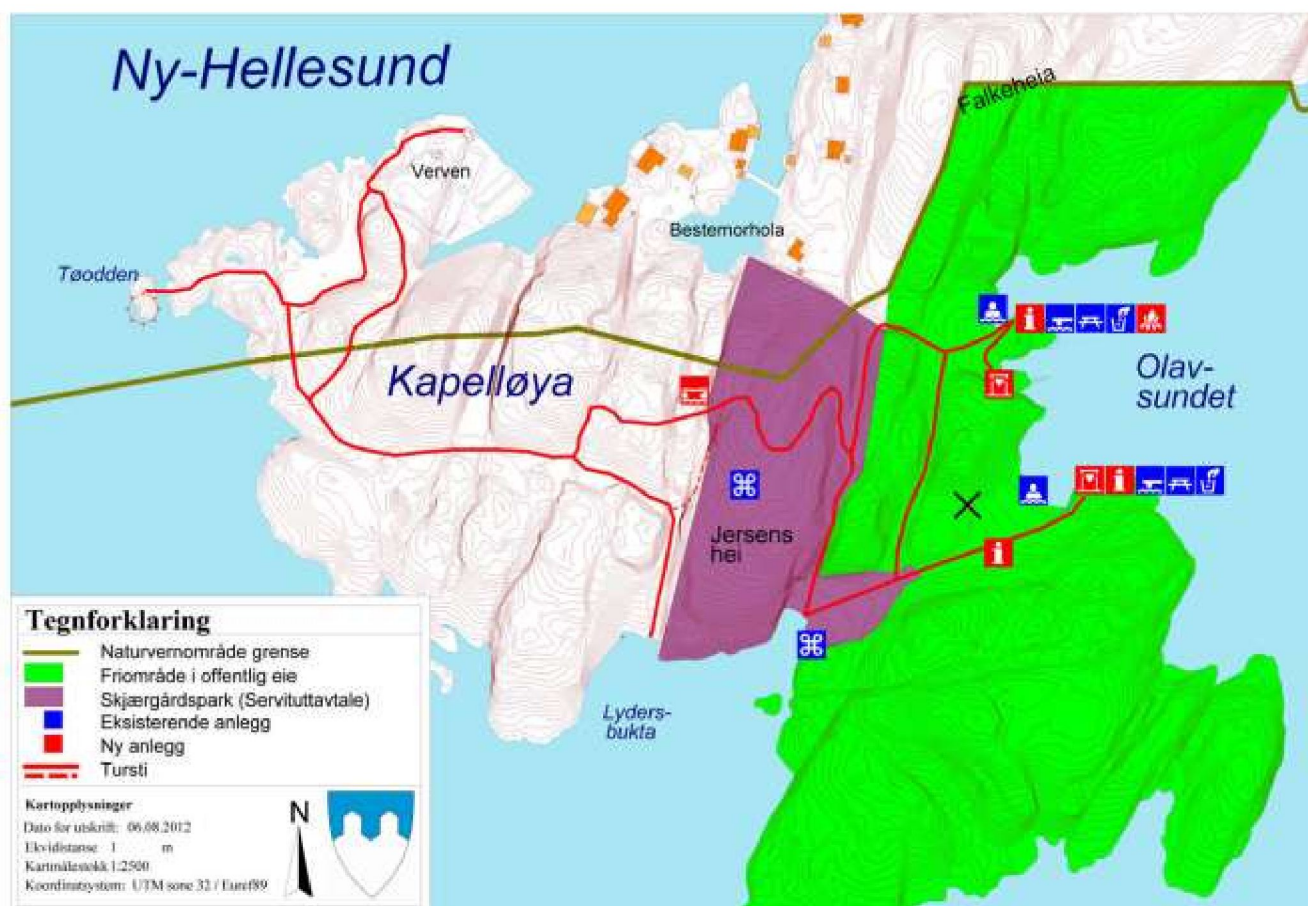 Ny-Hellesund
Falkeheia
Verven
Bestemorhola
Tøodden
Kapelløya
Olav-
sundet
Jersens
hei
Lyders-
bukta
Tegnforklaring
Naturvernområde grense
Friområde i offentlig eie
Skjærgårdspark (Servituttavtale)
Eksisterende anlegg
Ny anlegg
Tursti
Kartopplysninger
Dato for utskrift: 06.08.2012
Ekvidistanse 1 m
Kartmålestokk 1:2500
Koordinatsystem: UTM sone 32 / Euref89
N